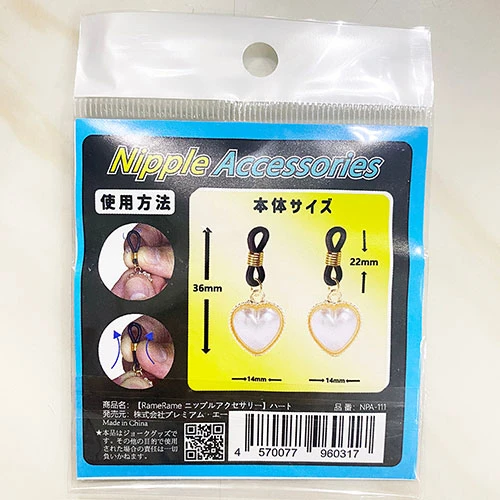 Nipple Accessories
使用方法
本体サイズ
36mm
22mm
14mm
14mm
商品名:【RameRame ニップルアクセサリー】ハート
発売元: 株式会社プレミアム・エー
品番: NPA-111
Made in China
★本品はジョークグッズで
す。その他の目的で使用
された場合の責任は一切
負いかねます。
4 570077 960317